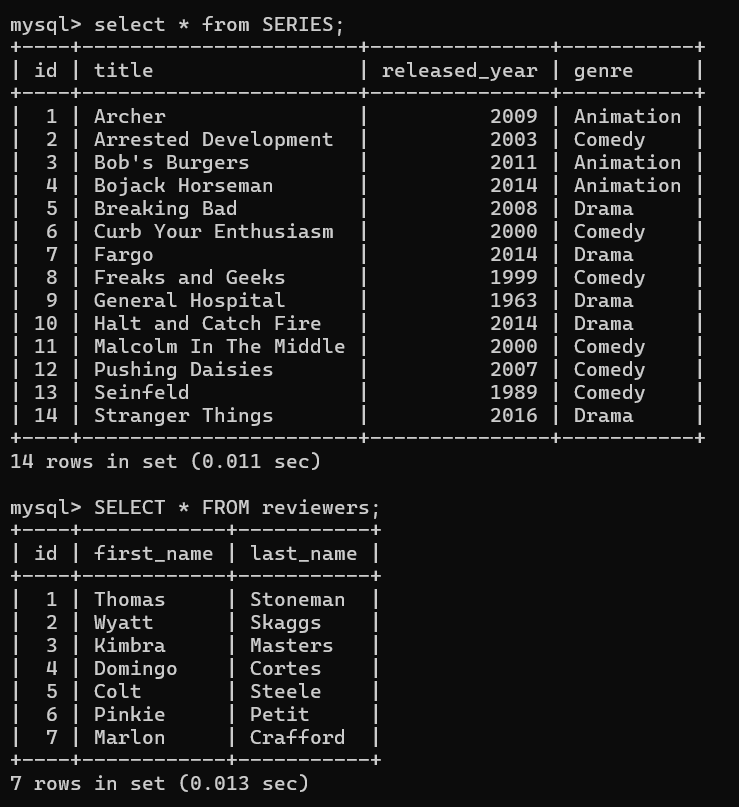 mysql> select * from SERIES;
+----+-----------------------+---------------+-----------+
| id | title                 | released_year | genre     |
+----+-----------------------+---------------+-----------+
|  1 | Archer                |          2009 | Animation |
|  2 | Arrested Development  |          2003 | Comedy    |
|  3 | Bob's Burgers         |          2011 | Animation |
|  4 | Bojack Horseman       |          2014 | Animation |
|  5 | Breaking Bad          |          2008 | Drama     |
|  6 | Curb Your Enthusiasm  |          2000 | Comedy    |
|  7 | Fargo                 |          2014 | Drama     |
|  8 | Freaks and Geeks      |          1999 | Comedy    |
|  9 | General Hospital      |          1963 | Drama     |
| 10 | Halt and Catch Fire   |          2014 | Drama     |
| 11 | Malcolm In The Middle |          2000 | Comedy    |
| 12 | Pushing Daisies       |          2007 | Comedy    |
| 13 | Seinfeld              |          1989 | Comedy    |
| 14 | Stranger Things       |          2016 | Drama     |
+----+-----------------------+---------------+-----------+
14 rows in set (0.011 sec)

mysql> SELECT * FROM reviewers;
+----+------------+-----------+
| id | first_name | last_name |
+----+------------+-----------+
|  1 | Thomas     | Stoneman  |
|  2 | Wyatt      | Skaggs    |
|  3 | Kimbra     | Masters   |
|  4 | Domingo    | Cortes    |
|  5 | Colt       | Steele    |
|  6 | Pinkie     | Petit     |
|  7 | Marlon     | Crafford  |
+----+------------+-----------+
7 rows in set (0.013 sec)